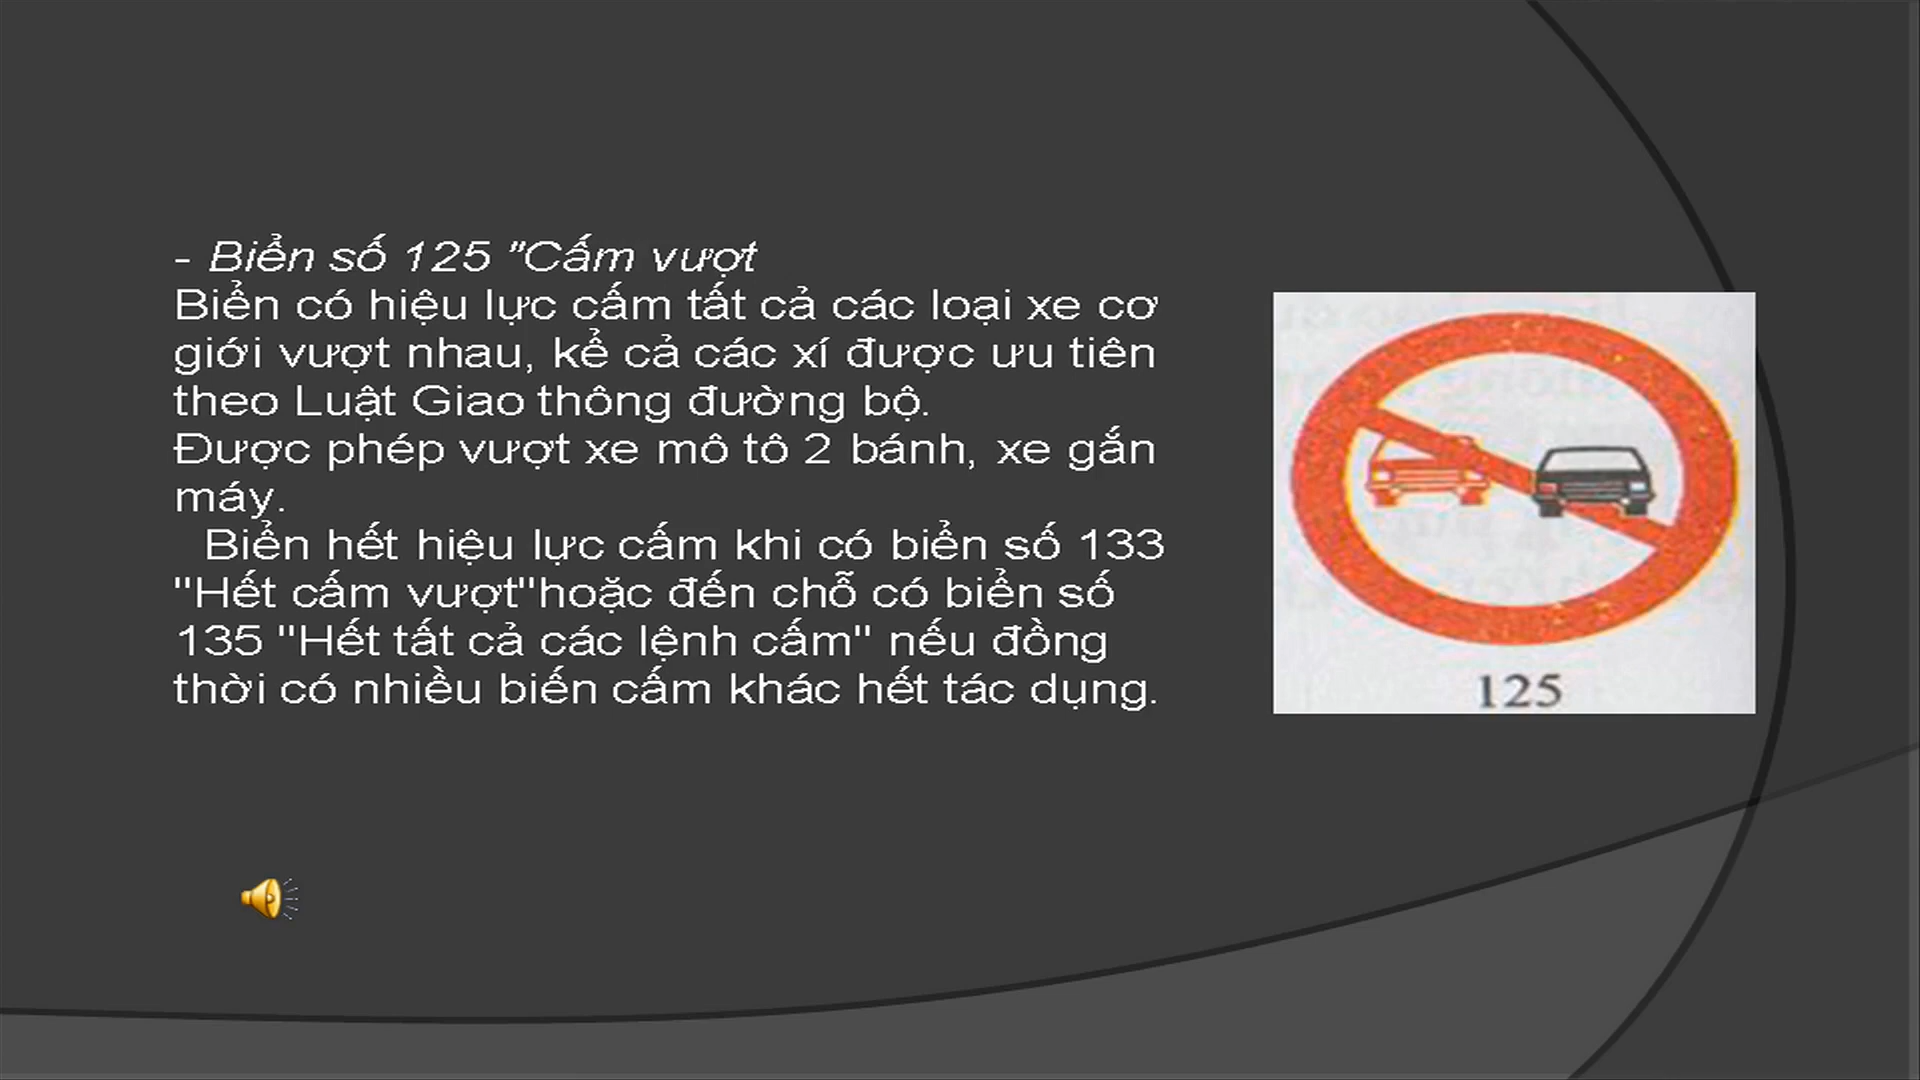 - Biển số 125 "Cấm vượt
Biển có hiệu lực cấm tất cả các loại xe cơ
giới vượt nhau, kể cả các xí được ưu tiên
theo Luật Giao thông đường bộ.
Được phép vượt xe mô tô 2 bánh, xe gắn
máy.
Biển hết hiệu lực cấm khi có biển số 133
"Hết cấm vượt"hoặc đến chỗ có biển số
135 "Hết tất cả các lệnh cấm" nếu đồng
thời có nhiều biến cấm khác hết tác dụng.
125